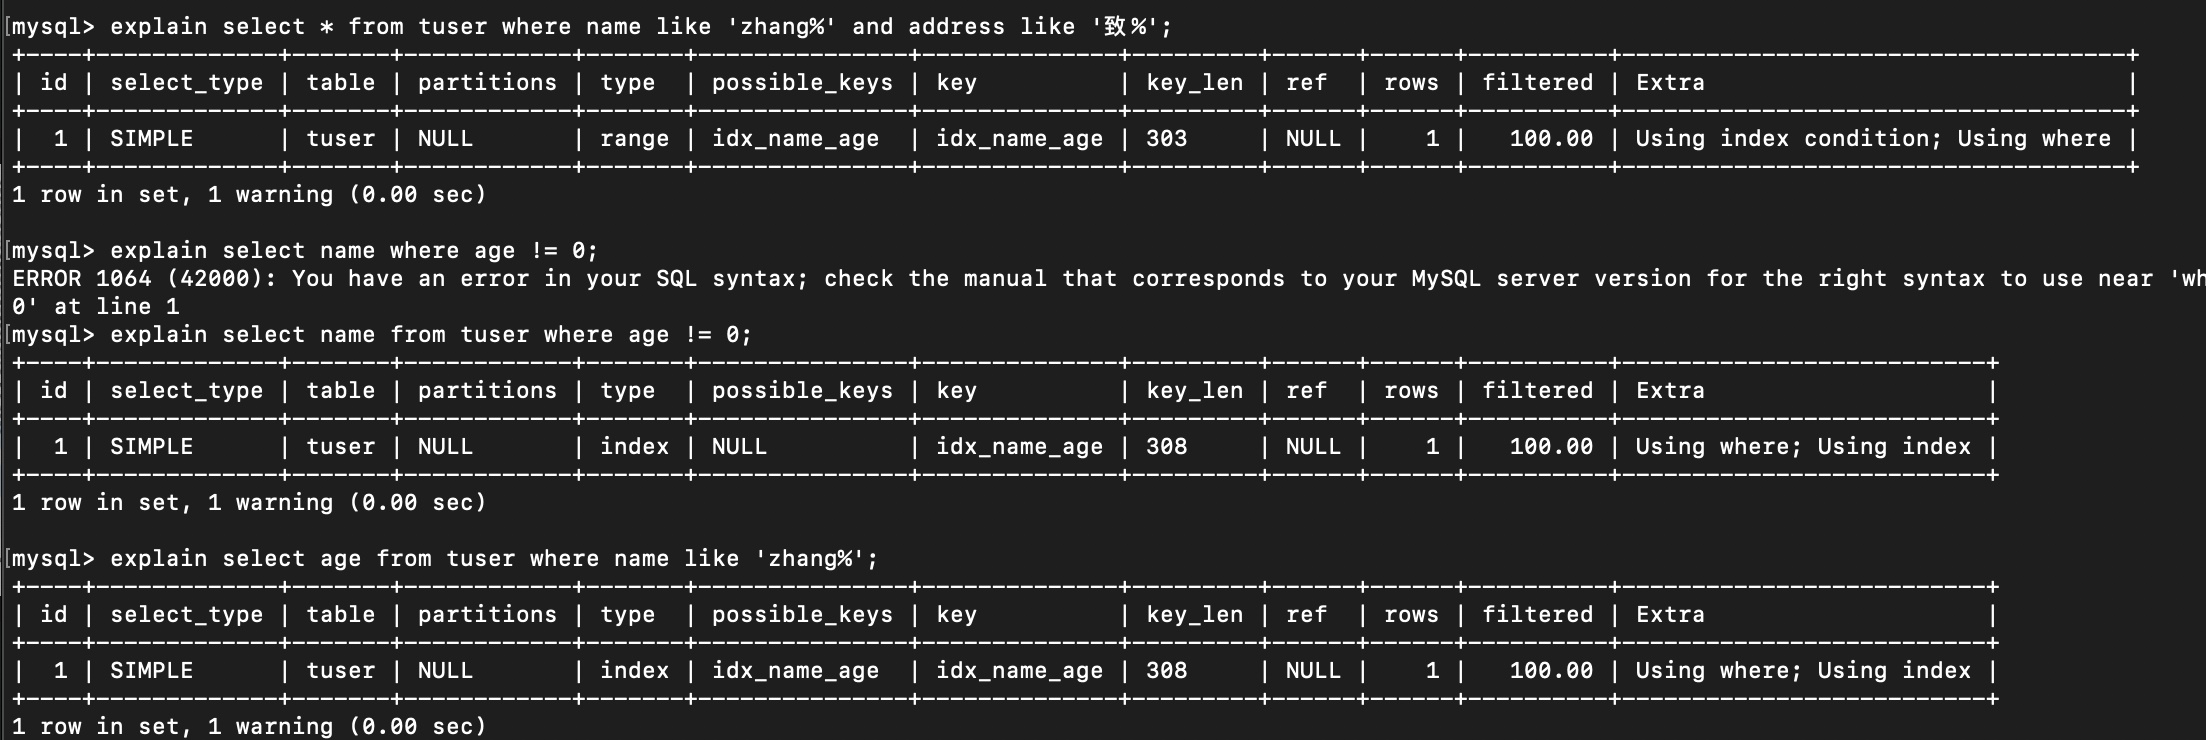 mysql> explain select * from tuser where name like 'zhang%' and address like '致%';
+----+-------------+-------+------------+-------+---------------+--------------+---------+------+------+----------+------------------------------------+
| id | select_type | table | partitions | type  | possible_keys | key          | key_len | ref  | rows | filtered | Extra                              |
+----+-------------+-------+------------+-------+---------------+--------------+---------+------+------+----------+------------------------------------+
|  1 | SIMPLE      | tuser | NULL       | range | idx_name_age  | idx_name_age | 303     | NULL |    1 |   100.00 | Using index condition; Using where |
+----+-------------+-------+------------+-------+---------------+--------------+---------+------+------+----------+------------------------------------+
1 row in set, 1 warning (0.00 sec)
mysql> explain select name where age != 0;
ERROR 1064 (42000): You have an error in your SQL syntax; check the manual that corresponds to your MySQL server version for the right syntax to use near 'wh
0' at line 1
mysql> explain select name from tuser where age != 0;
+----+-------------+-------+------------+-------+---------------+--------------+---------+------+------+----------+--------------------------+
| id | select_type | table | partitions | type  | possible_keys | key          | key_len | ref  | rows | filtered | Extra                    |
+----+-------------+-------+------------+-------+---------------+--------------+---------+------+------+----------+--------------------------+
|  1 | SIMPLE      | tuser | NULL       | index | NULL          | idx_name_age | 308     | NULL |    1 |   100.00 | Using where; Using index |
+----+-------------+-------+------------+-------+---------------+--------------+---------+------+------+----------+--------------------------+
1 row in set, 1 warning (0.00 sec)
mysql> explain select age from tuser where name like 'zhang%';
+----+-------------+-------+------------+-------+---------------+--------------+---------+------+------+----------+--------------------------+
| id | select_type | table | partitions | type  | possible_keys | key          | key_len | ref  | rows | filtered | Extra                    |
+----+-------------+-------+------------+-------+---------------+--------------+---------+------+------+----------+--------------------------+
|  1 | SIMPLE      | tuser | NULL       | index | idx_name_age  | idx_name_age | 308     | NULL |    1 |   100.00 | Using where; Using index |
+----+-------------+-------+------------+-------+---------------+--------------+---------+------+------+----------+--------------------------+
1 row in set, 1 warning (0.00 sec)